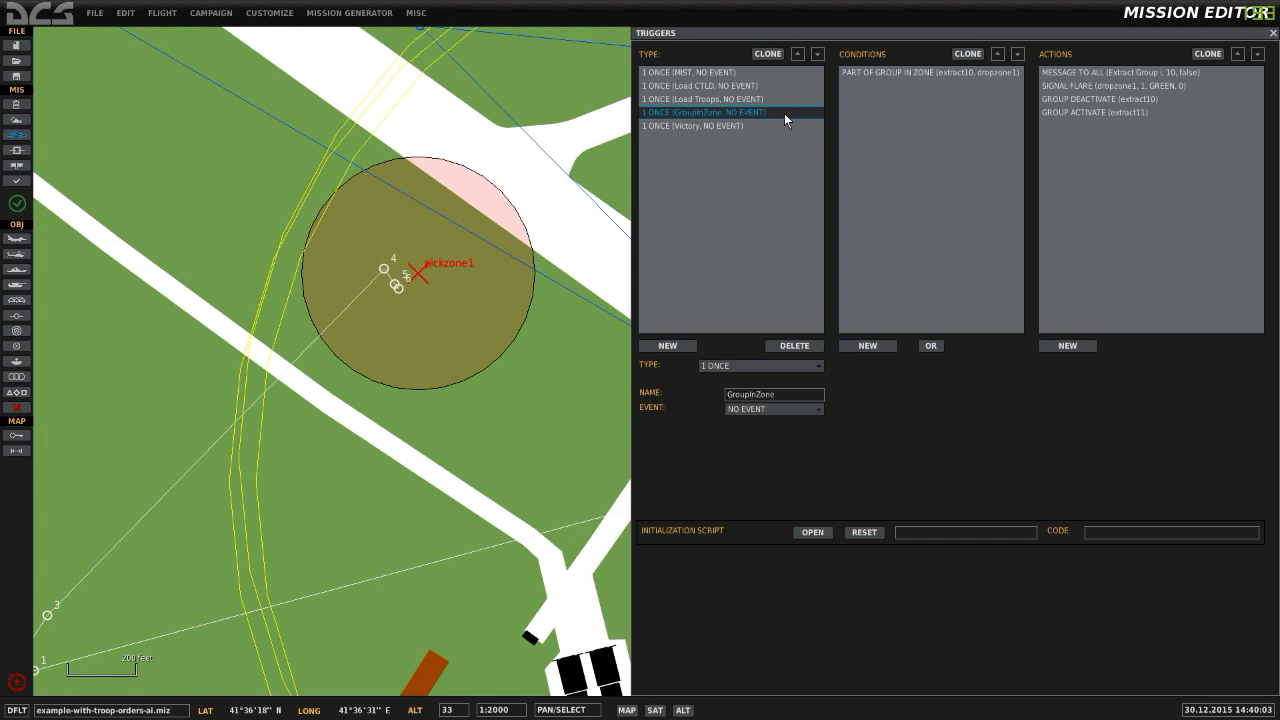 DCS FILE EDIT FLIGHT CAMPAIGN CUSTOMIZE MISSION GENERATOR MISC MISSION EDITOR
FILE
MIS
OBJ
MAP
TRIGGERS
TYPE: CLONE CONDITIONS CLONE ACTIONS CLONE
1 ONCE (MIST, NO EVENT) PART OF GROUP IN ZONE (extract10, dropzone1) MESSAGE TO ALL (Extract Group i, 10, false)
1 ONCE (Load CTLD, NO EVENT) SIGNAL FLARE (dropzone1, 1, GREEN, 0)
1 ONCE (Load Troops, NO EVENT) GROUP DEACTIVATE (extract10)
1 ONCE (GroupInZone, NO EVENT) GROUP ACTIVATE (extract11)
1 ONCE (Victory, NO EVENT)
4
pickzone1
5
6
3
1
200 feet
NEW DELETE NEW OR NEW
TYPE: 1 ONCE
NAME: GroupInZone
EVENT: NO EVENT
INITIALIZATION SCRIPT OPEN RESET CODE
DFLT example-with-troop-orders-ai.miz LAT 41°36'18" N LONG 41°36'31" E ALT 33 1:2000 PAN/SELECT MAP SAT ALT 30.12.2015 14:40:03